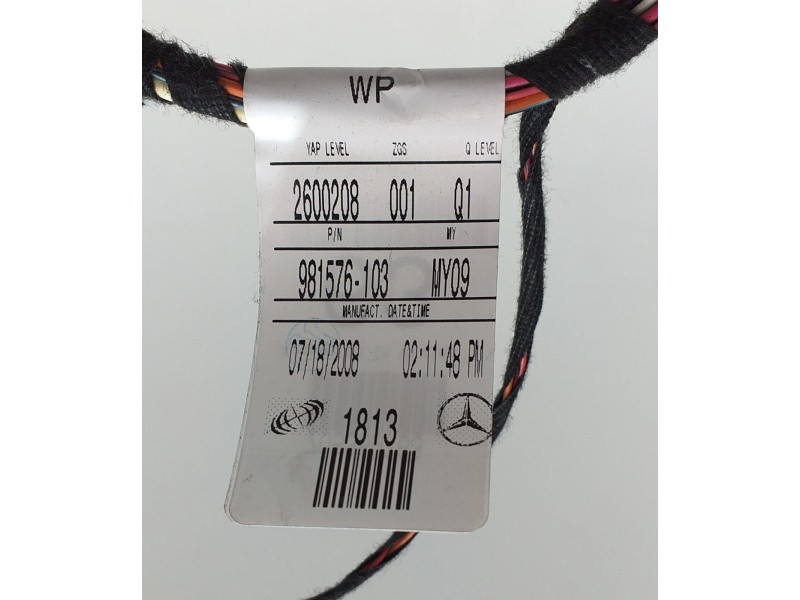 WP
YAP LEVEL ZGS Q LEVEL
2600208 001 Q1
P/N MY
981576-103 MY09
MANUFACT. DATE&TIME
07/18/2008 02:11:48 PM
1813